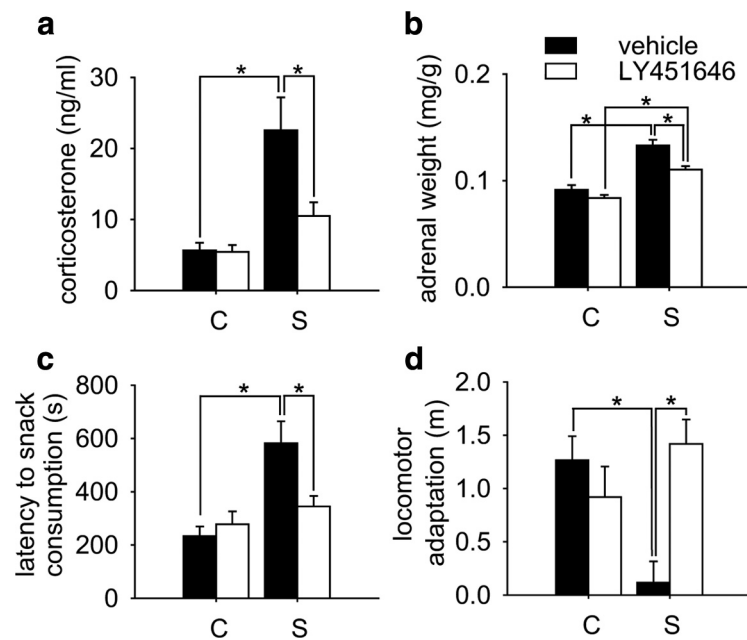 a
corticosterone (ng/ml)
30
20
10
0
*
*
C
S
b
vehicle
LY451646
adrenal weight (mg/g)
0.2
0.1
0.0
*
*
*
C
S
c
latency to snack
consumption (s)
800
600
400
200
0
*
*
C
S
d
locomotor
adaptation (m)
2.0
1.5
1.0
0.5
0.0
*
*
C
S